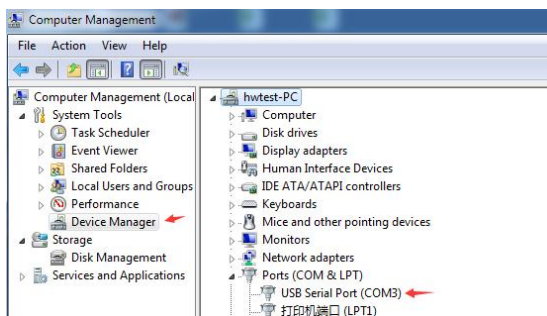 Computer Management
File Action View Help
Computer Management (Local
System Tools
Task Scheduler
Event Viewer
Shared Folders
Local Users and Groups
Performance
Device Manager
Storage
Disk Management
Services and Applications
hwtest-PC
Computer
Disk drives
Display adapters
Human Interface Devices
IDE ATA/ATAPI controllers
Keyboards
Mice and other pointing devices
Monitors
Network adapters
Ports (COM & LPT)
USB Serial Port (COM3)
打印机端口 (LPT1)